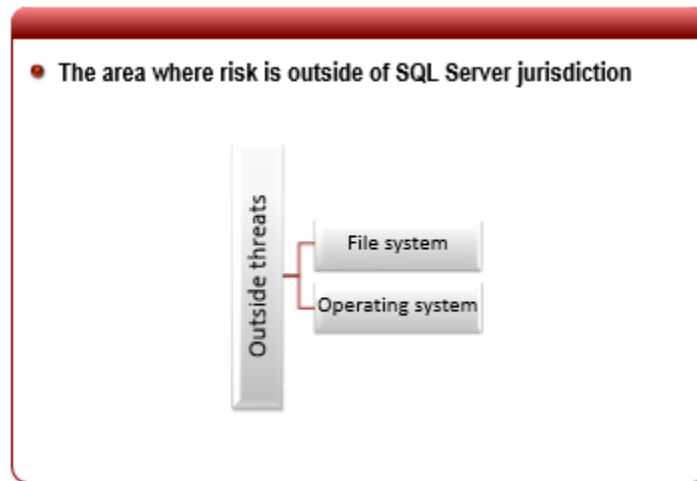 The area where risk is outside of SQL Server jurisdiction
Outside threats
File system
Operating system